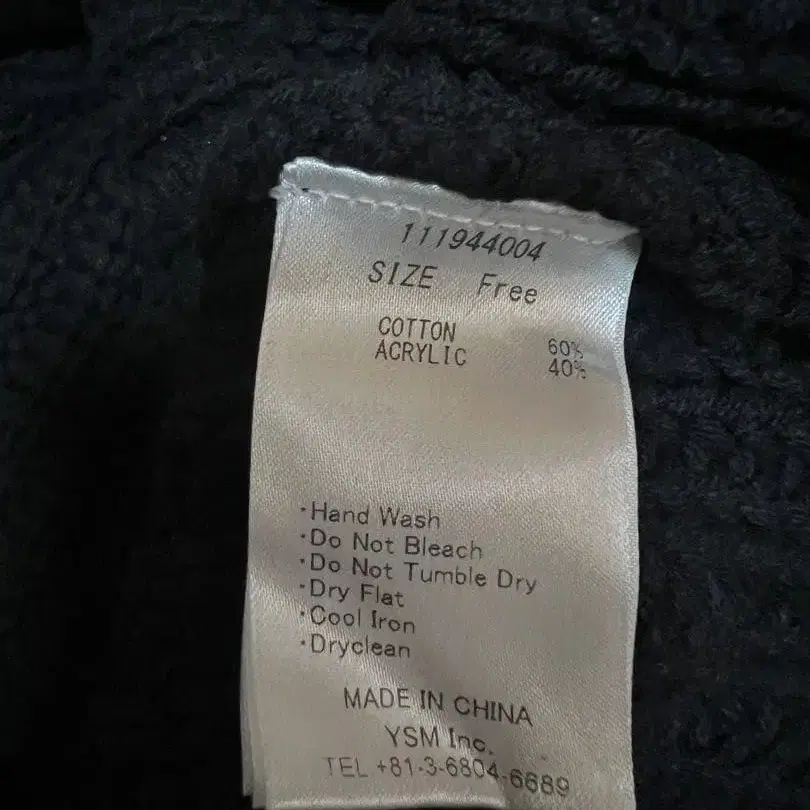 111944004
SIZE Free
COTTON 60%
ACRYLIC 40%
·Hand Wash
·Do Not Bleach
·Do Not Tumble Dry
·Dry Flat
·Cool Iron
·Dryclean
MADE IN CHINA
YSM Inc.
TEL +81-3-6804-6689